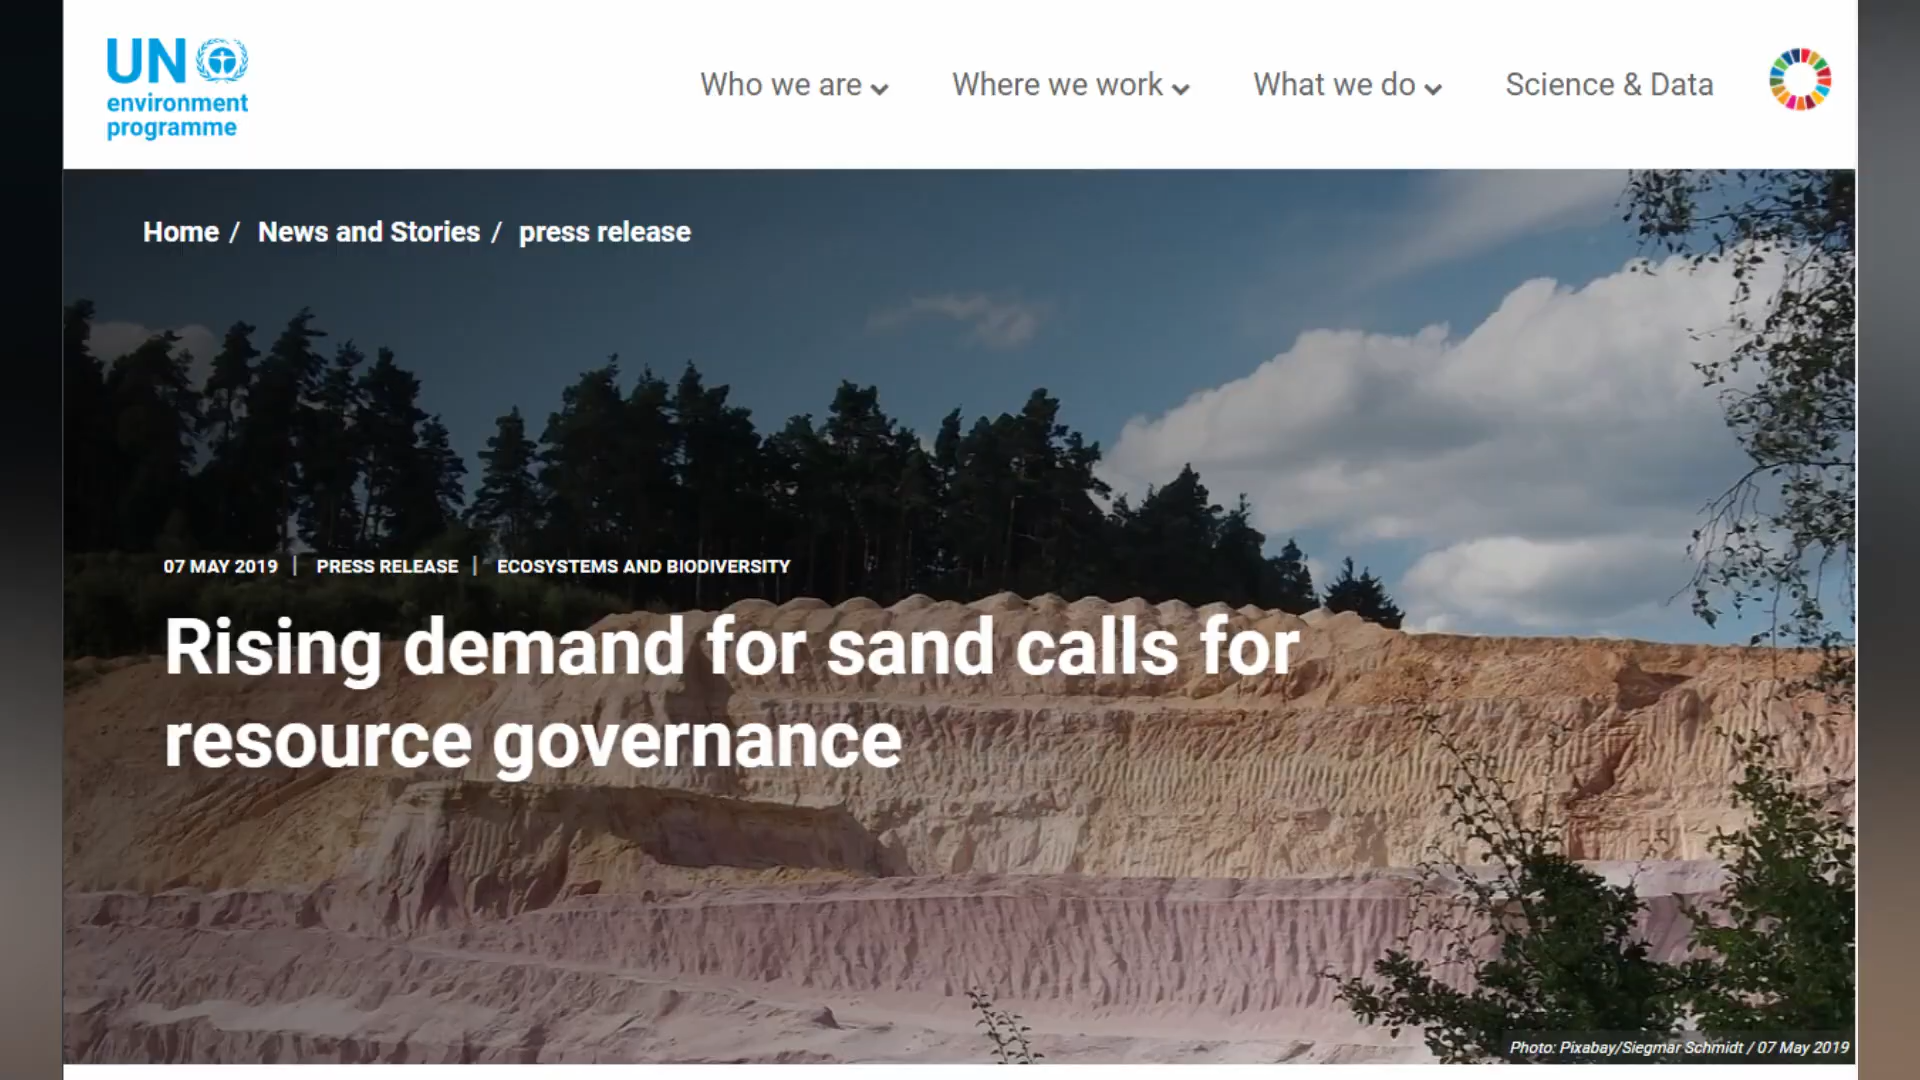 UN
environment
programme
Who we are
Where we work
What we do
Science & Data
Home / News and Stories / press release
07 MAY 2019 | PRESS RELEASE | ECOSYSTEMS AND BIODIVERSITY
Rising demand for sand calls for
resource governance
Photo: Pixabay/Siegmar Schmidt / 07 May 2019